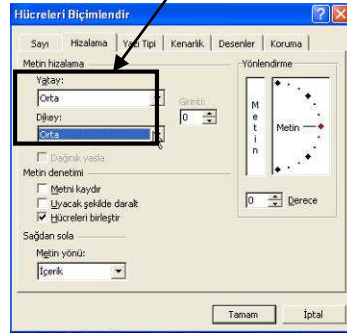 Hücreleri Biçimlendir
Sayı Hizalama Yazı Tipi Kenarlık Desenler Koruma
Metin hizalama
Yatay:
Orta
Girinti:
0
Dikey:
Orta
Dağınık yasla
Metin denetimi
Metni kaydır
Uyacak şekilde daralt
Hücreleri birleştir
Sağdan sola
Metin yönü:
İçerik
Yönlendirme
Metin
Metin
0 Derece
Tamam İptal